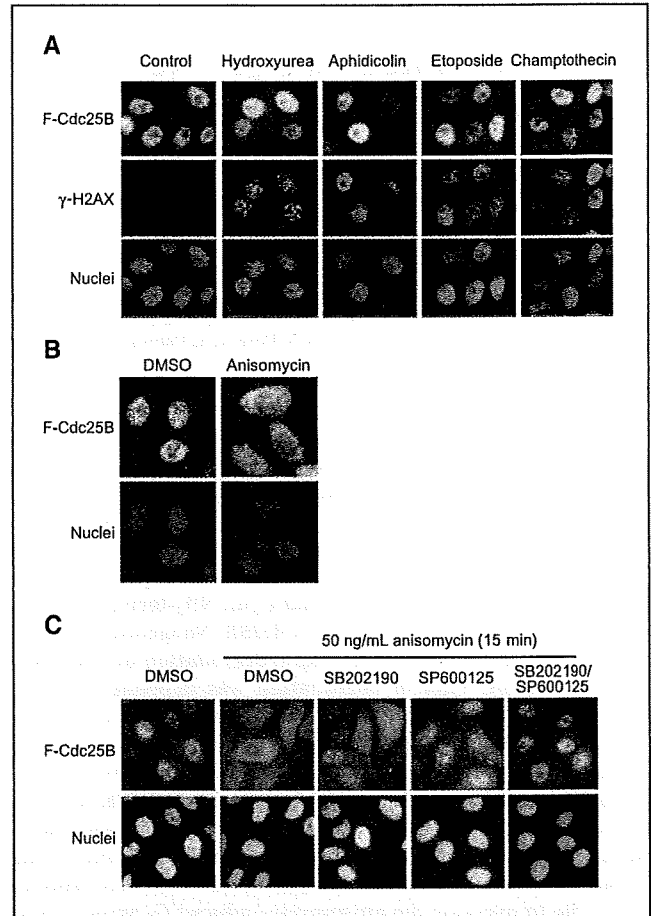 A
Control Hydroxyurea Aphidicolin Etoposide Champtothecin
F-Cdc25B
γ-H2AX
Nuclei
B
DMSO Anisomycin
F-Cdc25B
Nuclei
C
50 ng/mL anisomycin (15 min)
DMSO DMSO SB202190 SP600125 SB202190/
SP600125
F-Cdc25B
Nuclei